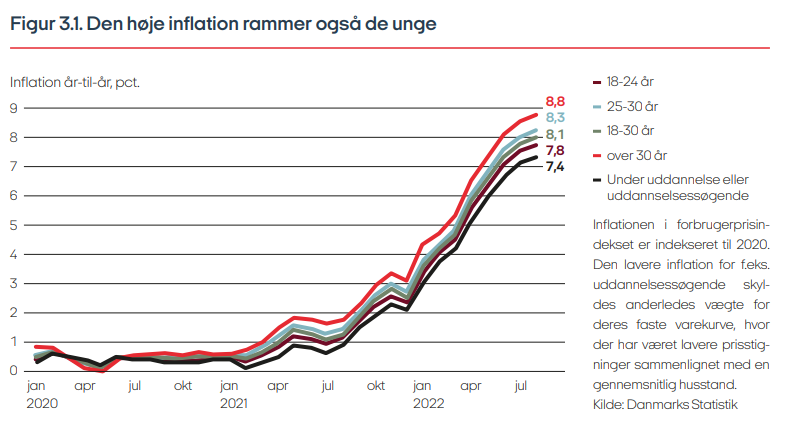 Figur 3.1. Den høje inflation rammer også de unge
Inflation år-til-år, pct.
9
8
7
6
5
4
3
2
1
0
8,8
8,3
8,1
7,8
7,4
jan apr jul okt jan apr jul okt jan apr jul
2020 2021 2022
18-24 år
25-30 år
18-30 år
over 30 år
Under uddannelse eller
uddannselsessøgende
Inflationen i forbrugerprisin-
dekset er indekseret til 2020.
Den lavere inflation for f.eks.
uddannelsessøgende skyl-
des anderledes vægte for
deres faste varekurve, hvor
der har været lavere prisstig-
ninger sammenlignet med en
gennemsnitlig husstand.
Kilde: Danmarks Statistik